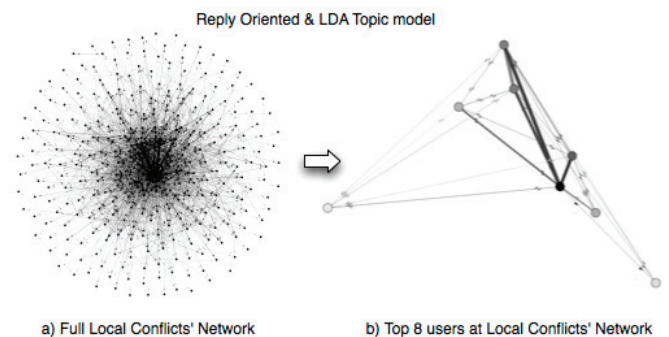 Reply Oriented & LDA Topic model
a) Full Local Conflicts' Network
b) Top 8 users at Local Conflicts' Network